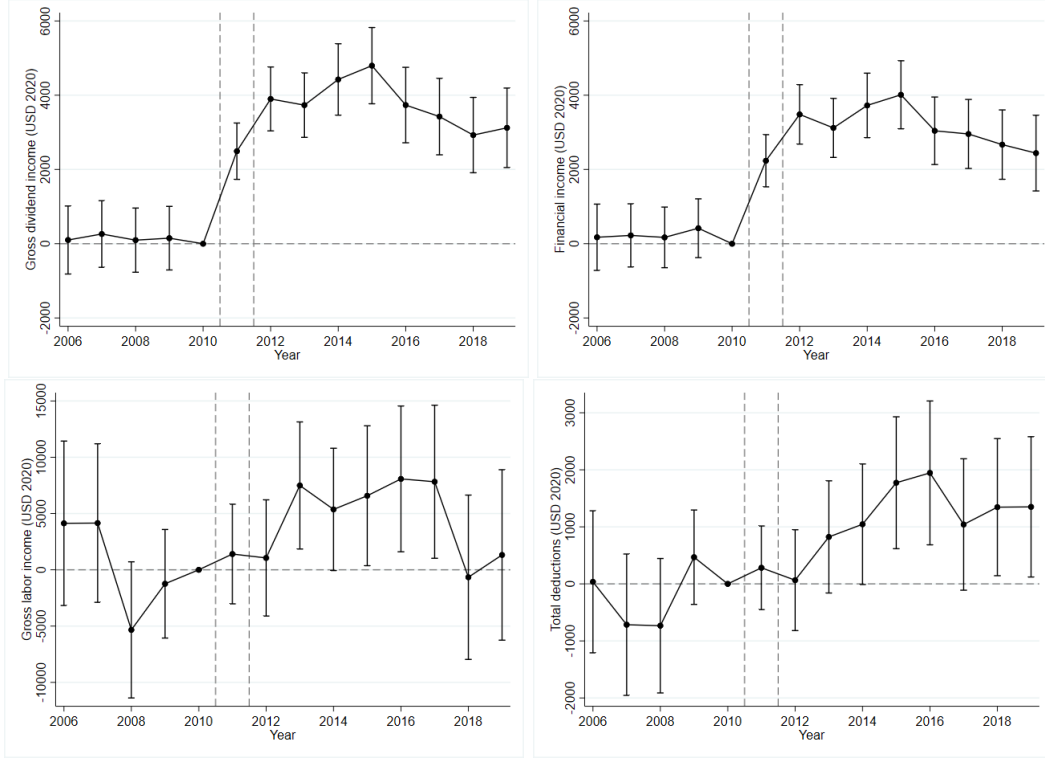 Gross dividend income (USD 2020)
6000
4000
2000
0
-2000
2006 2008 2010 2012 2014 2016 2018
Year
Financial income (USD 2020)
6000
4000
2000
0
-2000
2006 2008 2010 2012 2014 2016 2018
Year
Gross labor income (USD 2020)
15000
10000
5000
0
-5000
-10000
2006 2008 2010 2012 2014 2016 2018
Year
Total deductions (USD 2020)
3000
2000
1000
0
-1000
-2000
2006 2008 2010 2012 2014 2016 2018
Year